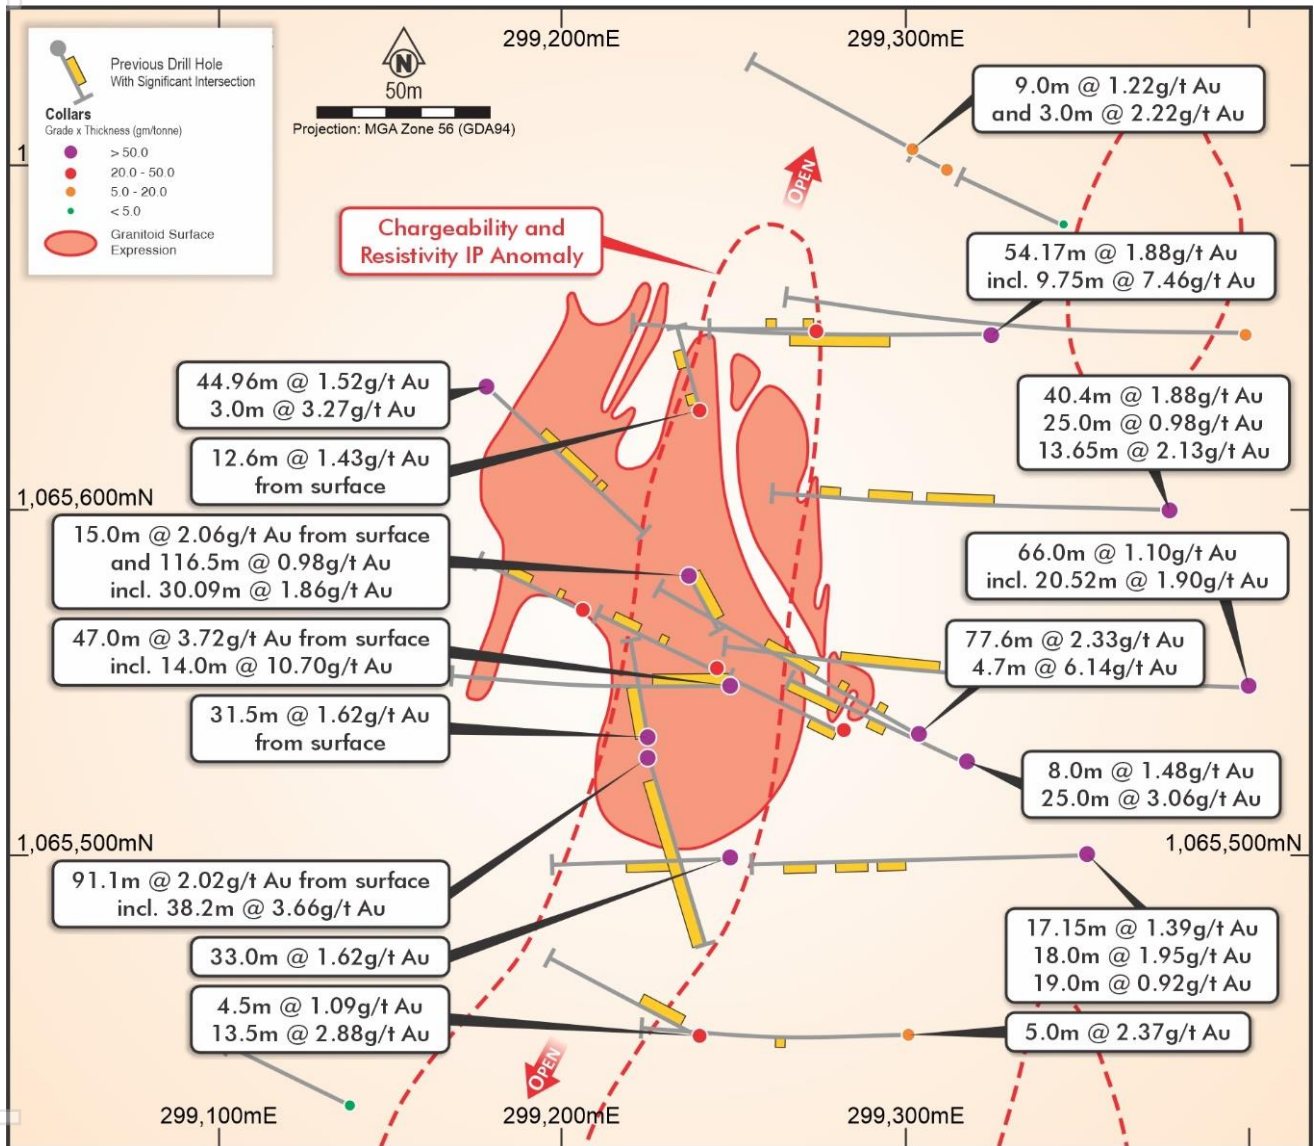 299,200mE
299,300mE
Previous Drill Hole
With Significant Intersection
Collars
Grade x Thickness (gm/tonne)
> 50.0
20.0 - 50.0
5.0 - 20.0
< 5.0
Granitoid Surface
Expression
N
50m
Projection: MGA Zone 56 (GDA94)
9.0m @ 1.22g/t Au
and 3.0m @ 2.22g/t Au
1
OPEN
Chargeability and
Resistivity IP Anomaly
54.17m @ 1.88g/t Au
incl. 9.75m @ 7.46g/t Au
44.96m @ 1.52g/t Au
3.0m @ 3.27g/t Au
40.4m @ 1.88g/t Au
25.0m @ 0.98g/t Au
13.65m @ 2.13g/t Au
12.6m @ 1.43g/t Au
from surface
1,065,600mN
15.0m @ 2.06g/t Au from surface
and 116.5m @ 0.98g/t Au
incl. 30.09m @ 1.86g/t Au
66.0m @ 1.10g/t Au
incl. 20.52m @ 1.90g/t Au
47.0m @ 3.72g/t Au from surface
incl. 14.0m @ 10.70g/t Au
77.6m @ 2.33g/t Au
4.7m @ 6.14g/t Au
31.5m @ 1.62g/t Au
from surface
8.0m @ 1.48g/t Au
25.0m @ 3.06g/t Au
1,065,500mN
1,065,500mN
91.1m @ 2.02g/t Au from surface
incl. 38.2m @ 3.66g/t Au
17.15m @ 1.39g/t Au
18.0m @ 1.95g/t Au
19.0m @ 0.92g/t Au
33.0m @ 1.62g/t Au
4.5m @ 1.09g/t Au
13.5m @ 2.88g/t Au
5.0m @ 2.37g/t Au
OPEN
299,100mE
299,200mE
299,300mE